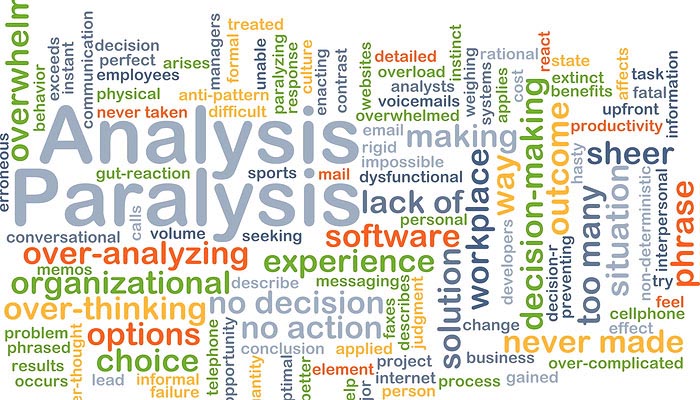 overwhelm
behavior
exceeds
instant
communication
decision
perfect
employees
arises
managers
formal
treated
unable
paralyzing
response
culture
enacting
contrast
websites
detailed
overload
analysts
voicemails
overwhelmed
instinct
weighing
systems
rational
cost
applies
react
state
extinct
benefits
affects
task
fatal
upfront
information
productivity
physical
anti-pattern
never taken
difficult
erroneous
Analysis
email
making
rigid
impossible
dysfunctional
hasty
sheer
gut-reaction
sports
mail
Paralysis
lack of
workplace
way
decision-making
outcome
too many
situation
non-deterministic
interpersonal
phrase
calls
personal
conversational
volume
seeking
software
developers
decision-r
preventing
over-analyzing
experience
solution
try
memos
organizational
describe
messaging
feel
over-thinking
no decision
faxes
describes
judgment
cellphone
problem
options
no action
change
effect
phrased
er-thought
telephone
opportunity
conclusion
applied
never made
results
choice
project
business
over-complicated
occurs
lead
informal
failure
antity
ptimal
better
element
internet
process
gained
elp
jor
person